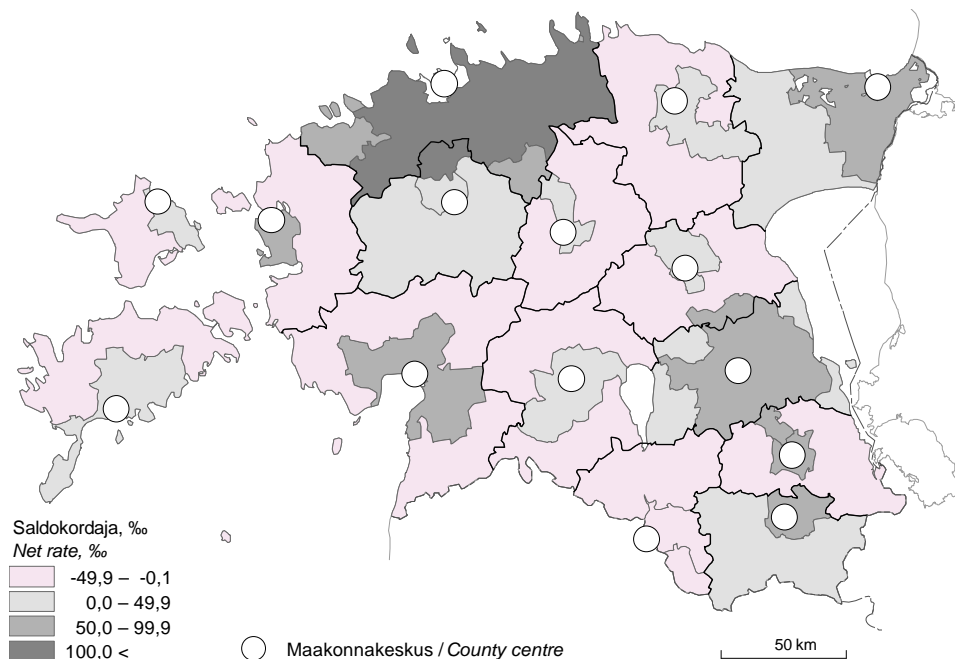 Saldokordaja, ‰
Net rate, ‰
-49,9 – -0,1
0,0 – 49,9
50,0 – 99,9
100,0 <
Maakonnakeskus / County centre
50 km